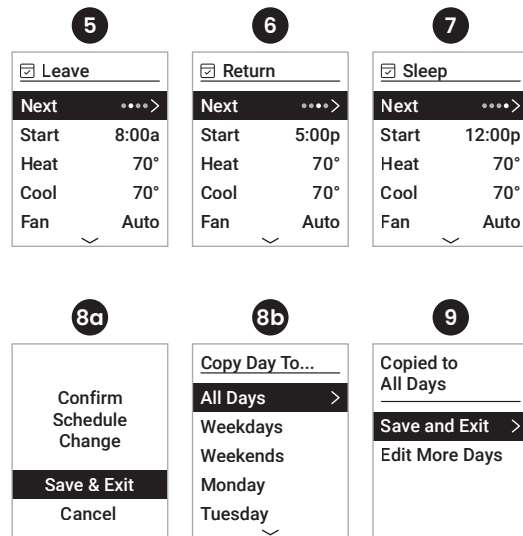 5
Leave
Next
Start 8:00a
Heat 70°
Cool 70°
Fan Auto
6
Return
Next
Start 5:00p
Heat 70°
Cool 70°
Fan Auto
7
Sleep
Next
Start 12:00p
Heat 70°
Cool 70°
Fan Auto
8a
Confirm
Schedule
Change
Save & Exit
Cancel
8b
Copy Day To...
All Days >
Weekdays
Weekends
Monday
Tuesday
9
Copied to
All Days
Save and Exit >
Edit More Days